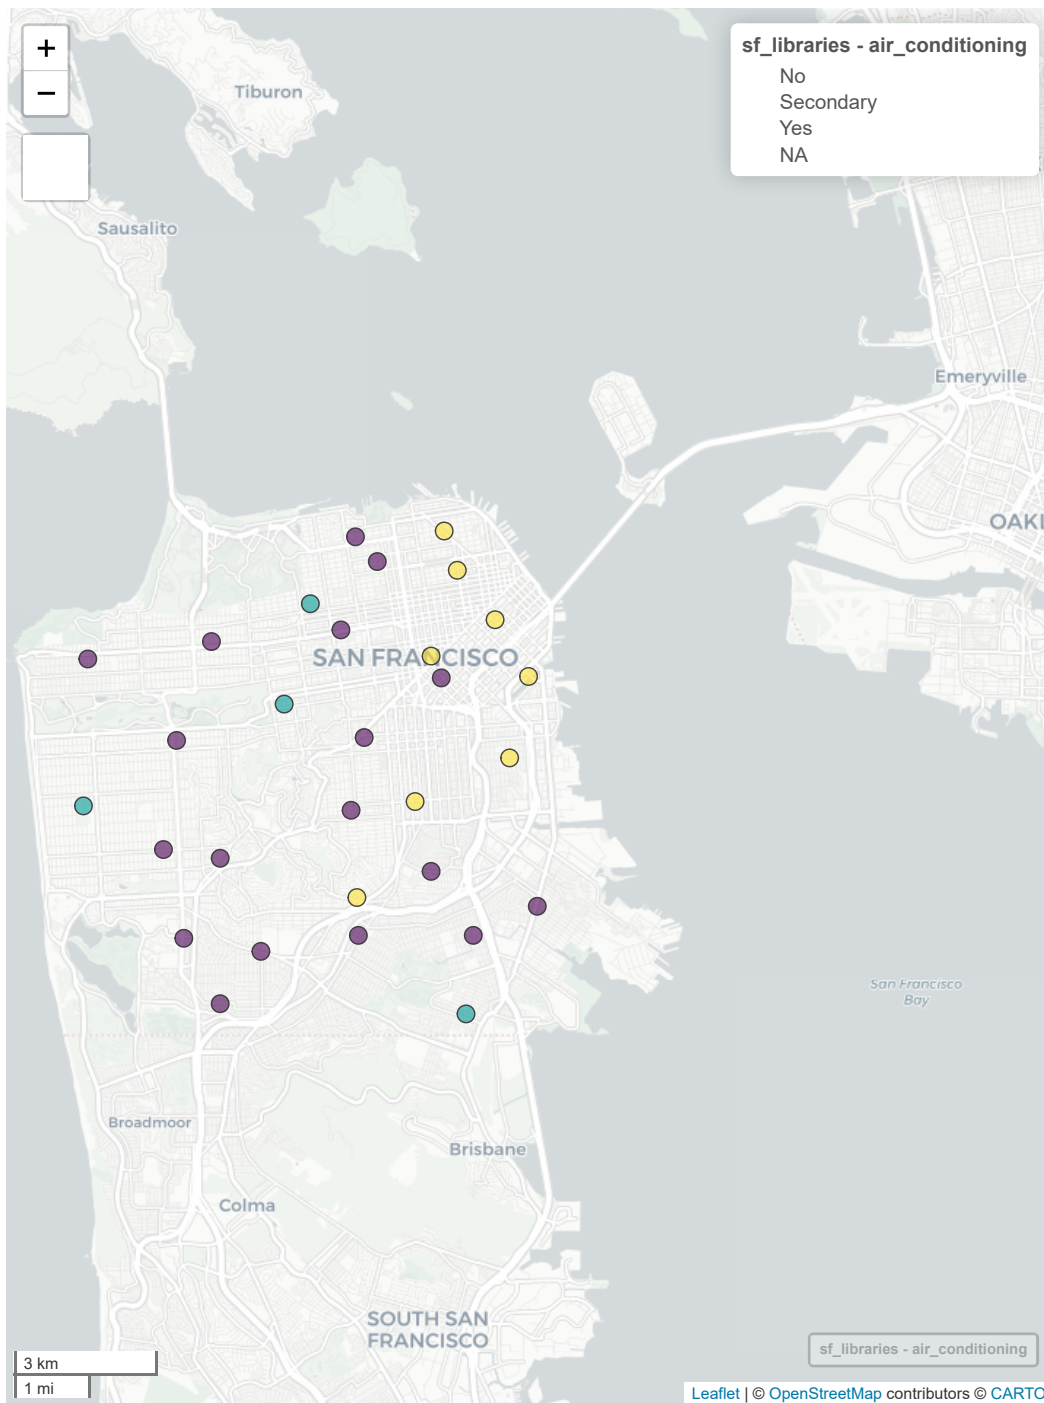 +
−
sf_libraries - air_conditioning
No
Secondary
Yes
NA
Tiburon
Sausalito
Emeryville
OAKL
SAN FRANCISCO
San Francisco
Bay
Broadmoor
Brisbane
Colma
SOUTH SAN
FRANCISCO
sf_libraries - air_conditioning
3 km
1 mi
Leaflet | © OpenStreetMap contributors © CARTO